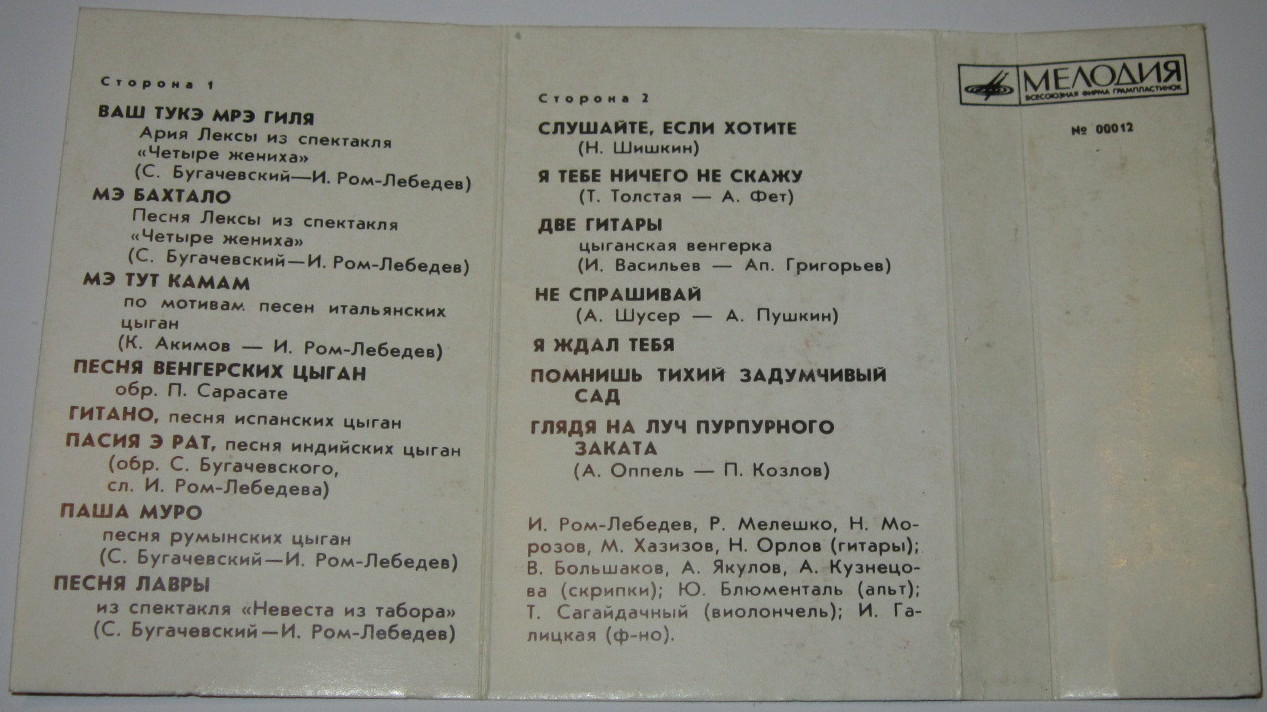 Сторона 1
ВАШ ТУКЭ МРЭ ГИЛЯ
Ария Лексы из спектакля
«Четыре жениха»
(С. Бугачевский—И. Ром-Лебедев)
МЭ БАХТАЛО
Песня Лексы из спектакля
«Четыре жениха»
(С. Бугачевский—И. Ром-Лебедев)
МЭ ТУТ КАМАМ
по мотивам песен итальянских
цыган
(К. Акимов — И. Ром-Лебедев)
ПЕСНЯ ВЕНГЕРСКИХ ЦЫГАН
обр. П. Сарасате
ГИТАНО, песня испанских цыган
ПАСИЯ Э РАТ, песня индийских цыган
(обр. С. Бугачевского,
сл. И. Ром-Лебедева)
ПАША МУРО
песня румынских цыган
(С. Бугачевский—И. Ром-Лебедев)
ПЕСНЯ ЛАВРЫ
из спектакля «Невеста из табора»
(С. Бугачевский—И. Ром-Лебедев)
Сторона 2
СЛУШАЙТЕ, ЕСЛИ ХОТИТЕ
(Н. Шишкин)
Я ТЕБЕ НИЧЕГО НЕ СКАЖУ
(Т. Толстая — А. Фет)
ДВЕ ГИТАРЫ
цыганская венгерка
(И. Васильев — Ап. Григорьев)
НЕ СПРАШИВАЙ
(А. Шусер — А. Пушкин)
Я ЖДАЛ ТЕБЯ
ПОМНИШЬ ТИХИЙ ЗАДУМЧИВЫЙ
САД
ГЛЯДЯ НА ЛУЧ ПУРПУРНОГО
ЗАКАТА
(А. Оппель — П. Козлов)
И. Ром-Лебедев, Р. Мелешко, Н. Мо-
розов, М. Хазизов, Н. Орлов (гитары);
В. Большаков, А. Якулов, А. Кузнецо-
ва (скрипки); Ю. Блюменталь (апьт);
Т. Сагайдачный (виолончель); И. Га-
лицкая (ф-но).
МЕЛОДИЯ
ВСЕСОЮЗНАЯ ФИРМА ГРАМПЛАСТИНОК
№ 00012